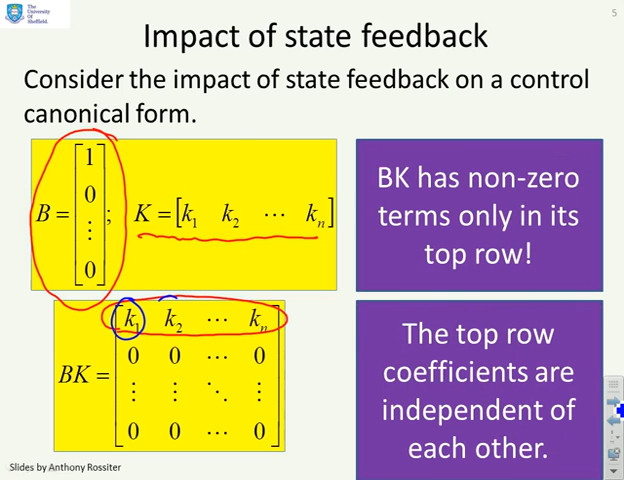 The
University
Of
Sheffield.
5
Impact of state feedback
Consider the impact of state feedback on a control
canonical form.
B = [1 0 ⋮ 0]; K = [k₁ k₂ ⋯ kₙ]
BK has non-zero
terms only in its
top row!
BK = [k₁ k₂ ⋯ kₙ
0 0 ⋯ 0
⋮ ⋮ ⋱ ⋮
0 0 ⋯ 0]
The top row
coefficients are
independent of
each other.
Slides by Anthony Rossiter